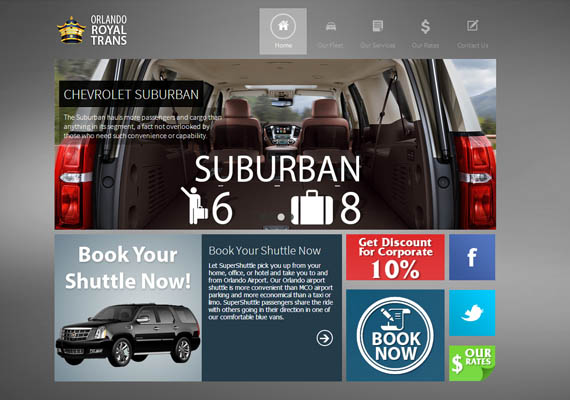 ORLANDO
ROYAL
TRANS
Home
Our Fleet
Our Services
Our Rates
Contact Us
CHEVROLET SUBURBAN
The Suburban hauls more passengers and cargo than
anything in its segment, a fact not overlooked by
those who need such convenience or capability.
SUBURBAN
6
8
Book Your
Shuttle Now!
Book Your Shuttle Now
Let SuperShuttle pick you up from your
home, office, or hotel and take you to and
from Orlando Airport. Our Orlando airport
shuttle is more convenient than MCO airport
parking and more economical than a taxi or
limo. SuperShuttle passengers share the ride
with others going in their direction in one of
our comfortable blue vans.
Get Discount
For Corporate
10%
f
BOOK
NOW
$ OUR
RATES